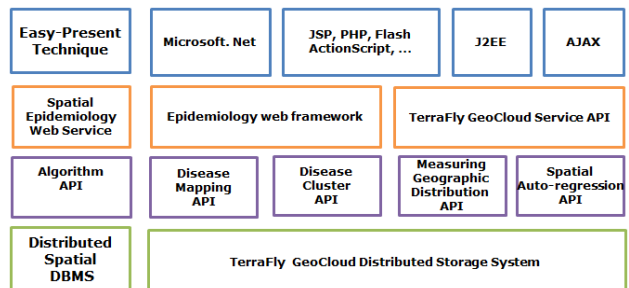 Easy-Present
Technique
Microsoft. Net
JSP, PHP, Flash
ActionScript, ...
J2EE
AJAX
Spatial
Epidemiology
Web Service
Epidemiology web framework
TerraFly GeoCloud Service API
Algorithm
API
Disease
Mapping
API
Disease
Cluster
API
Measuring
Geographic
Distribution
API
Spatial
Auto-regression
API
Distributed
Spatial
DBMS
TerraFly GeoCloud Distributed Storage System